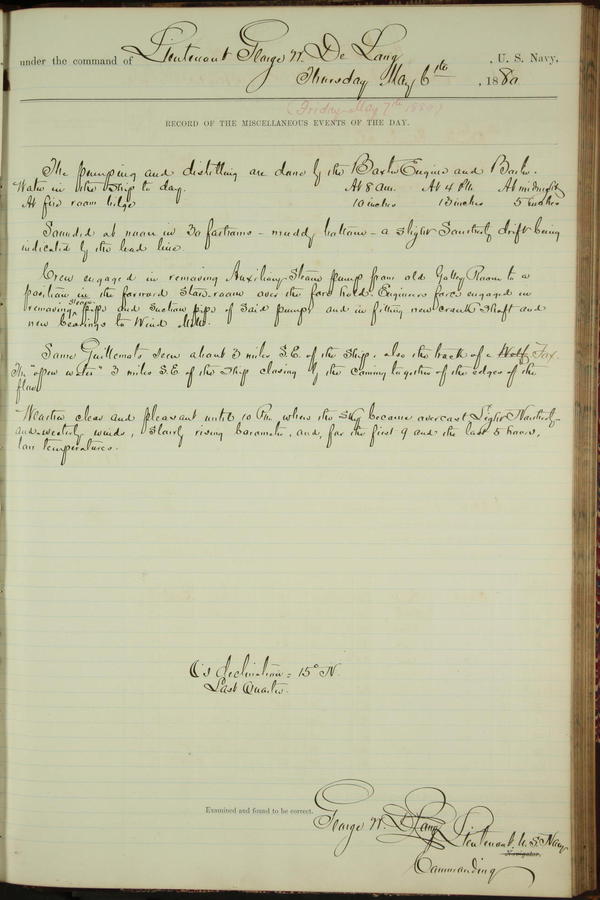 under the command of Lieutenant George W. De Long, U. S. Navy,
Thursday May 6th, 1880
(Friday May 7th 1880)
RECORD OF THE MISCELLANEOUS EVENTS OF THE DAY.
The pumping and distilling are done by the Baxter Engine and Boiler.
Water in the Ship to day. At 8 am. At 4 Pm. At midnight
At fire room bilge 10 inches 13 inches 5 inches
Sounded at noon in 30 fathoms - muddy bottom - a slight Southerly drift being
indicated by the lead line.
Crew engaged in removing Auxiliary Steam pump from old Galley Room to a
position in the forward store room over the fore hold. Engineers force engaged in
removing Steam pipe and suction pipe of said pump and in fitting new crank shaft and
new bearings to Wind Mill.
Some Guillemots seen about 3 miles S.E. of the Ship. also the track of a Wolf Fox.
The "open water" 3 miles S.E. of the Ship closing by the coming together of the edges of the
floes.
Weather clear and pleasant until 10 Pm. when the sky became overcast. Light Northerly
and westerly winds, slowly rising barometer, and, for the first 9 and the last 5 hours,
low temperatures.
☾'s declination = 15° N.
Last Quarter.
Examined and found to be correct.
George W. De Long Lieutenant U.S. Navy
Navigator.
Commanding